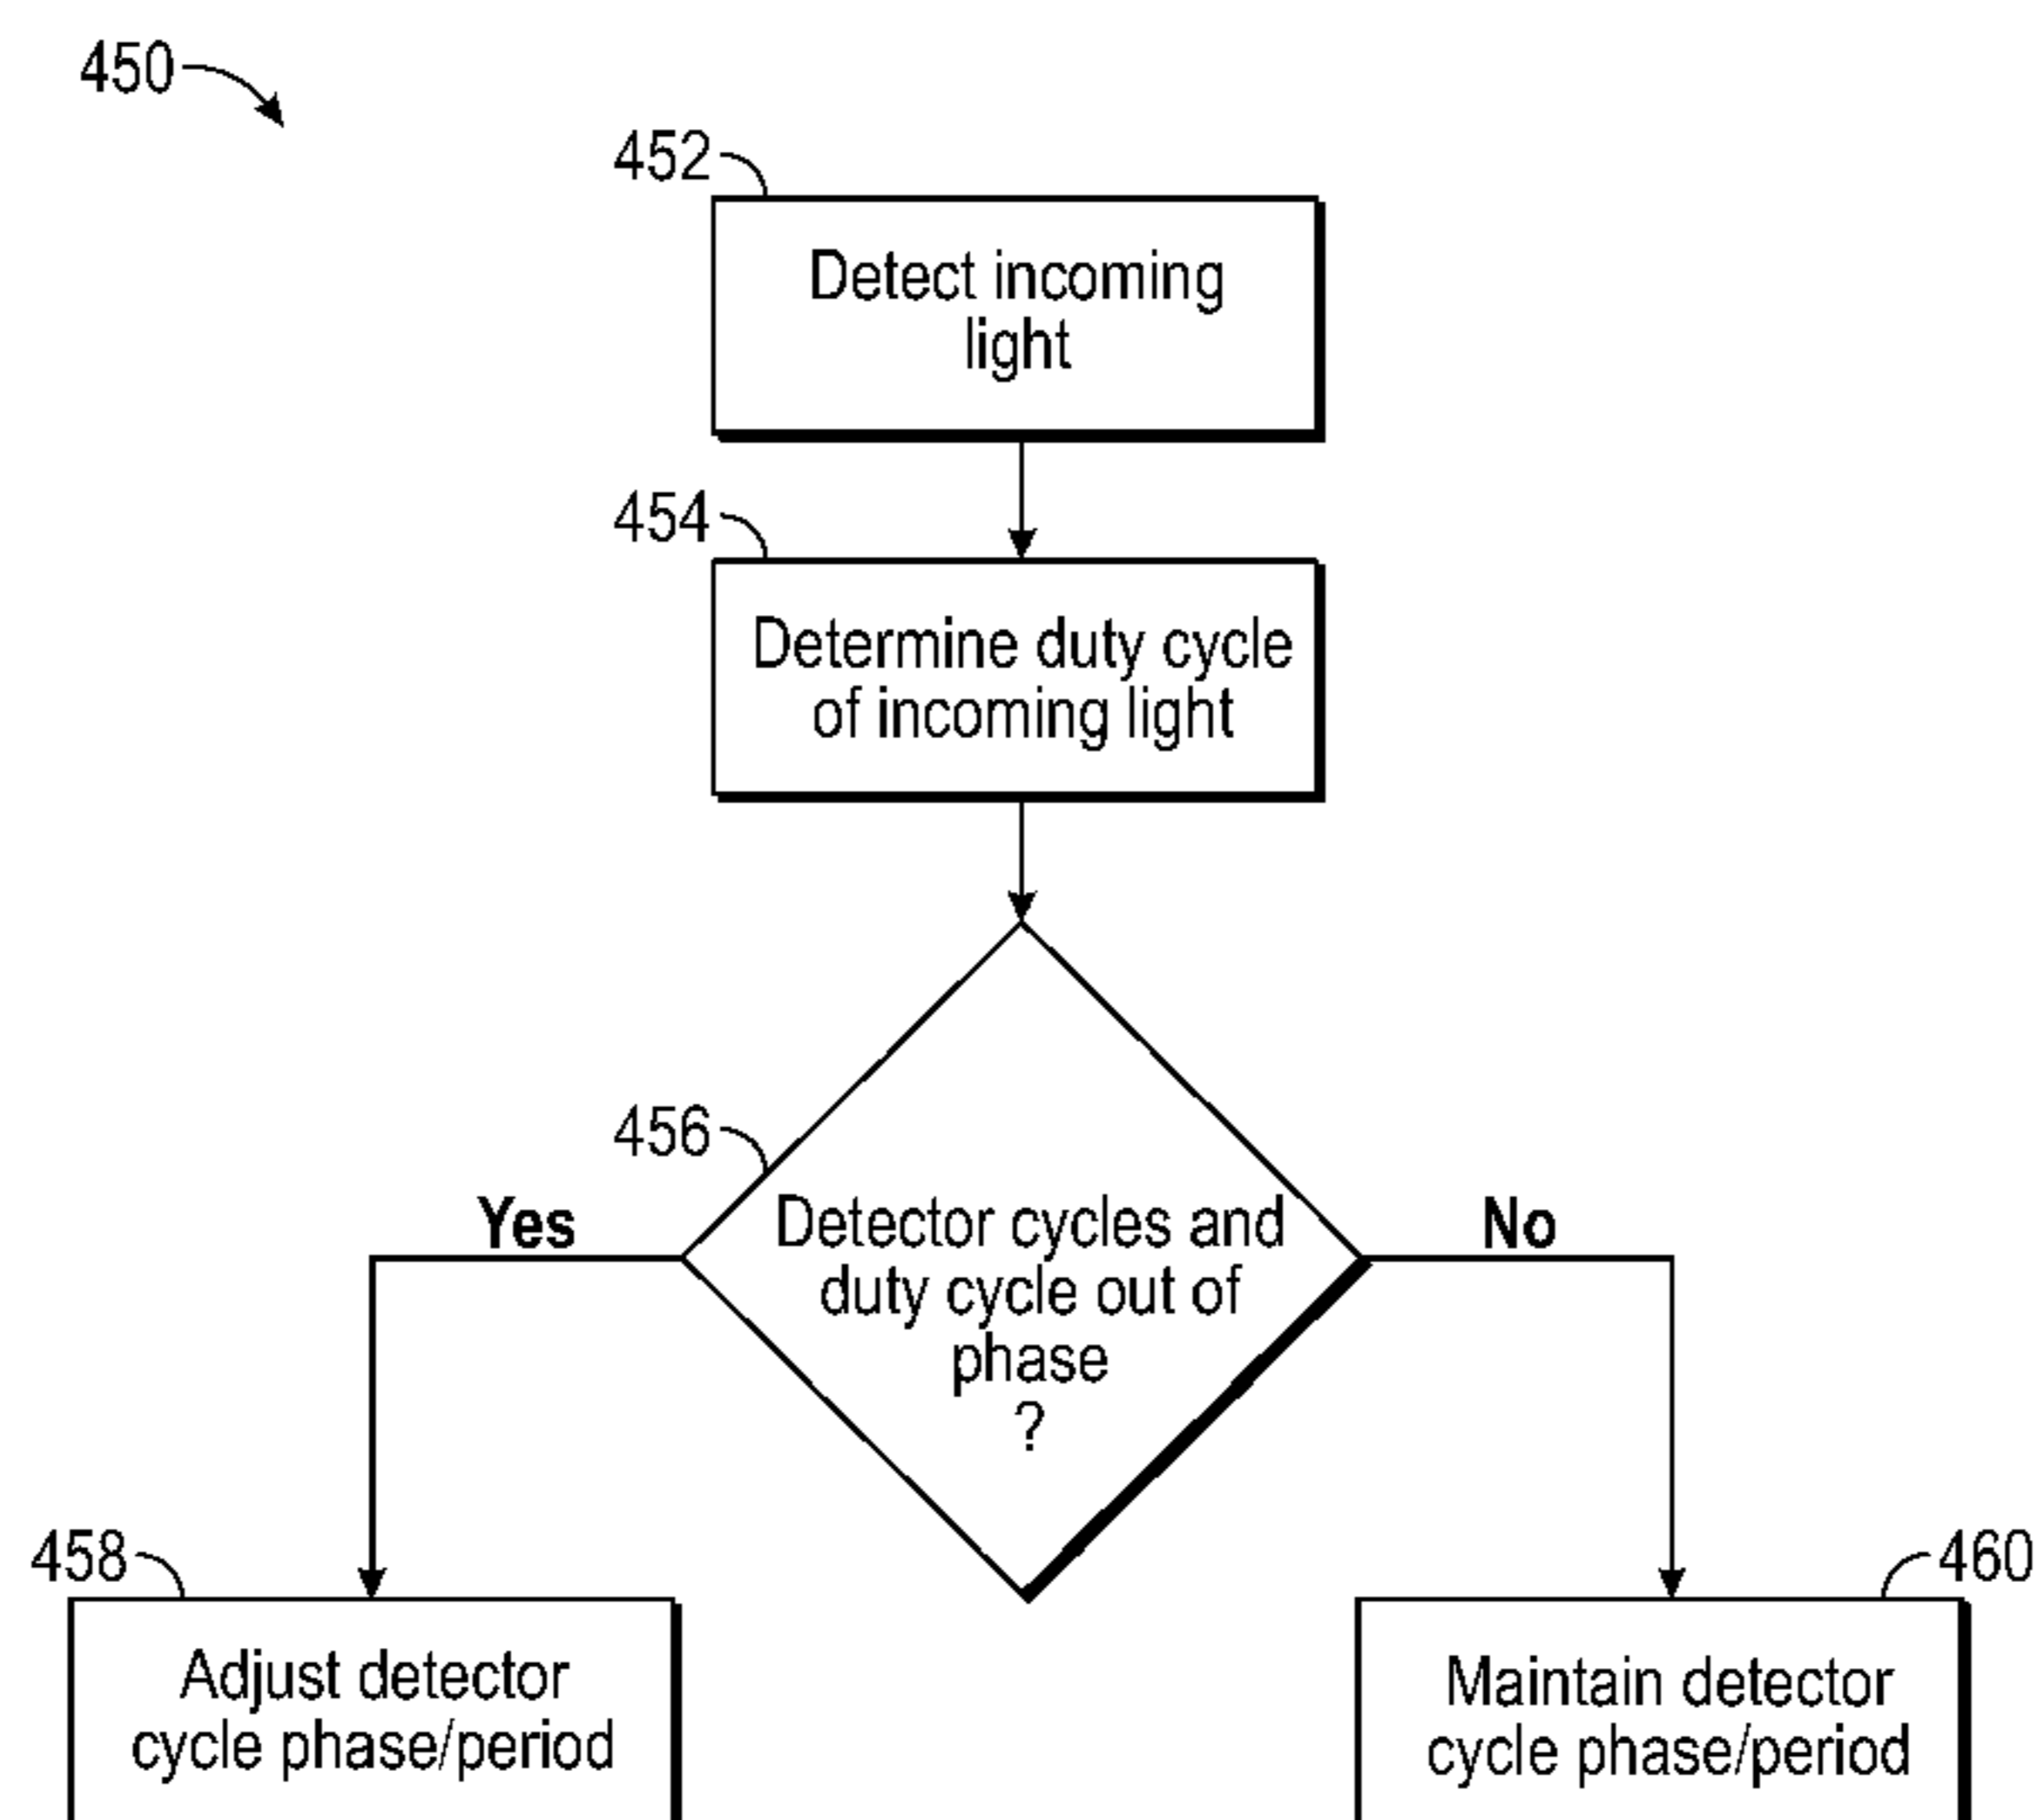 450
452
Detect incoming
light
454
Determine duty cycle
of incoming light
456
Yes
Detector cycles and
duty cycle out of
phase
?
No
458
Adjust detector
cycle phase/period
460
Maintain detector
cycle phase/period